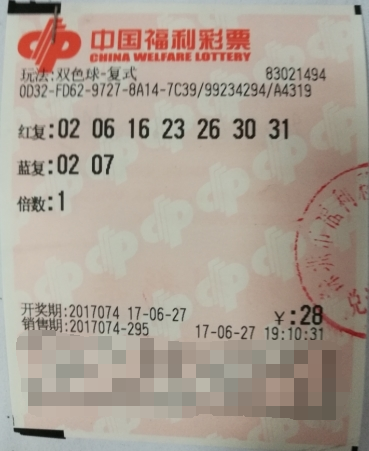 中国福利彩票
CHINA WELFARE LOTTERY
玩法:双色球-复式 83021494
0D32-FD62-9727-8A14-7C39/99234294/A4319
红复:02 06 16 23 26 30 31
蓝复:02 07
倍数:1
开奖期:2017074 17-06-27 ¥:28
销售期:2017074-295 17-06-27 19:10:31